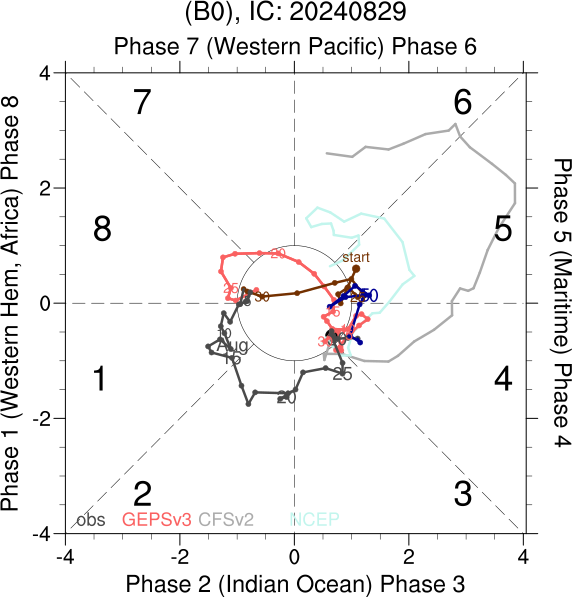 (B0), IC: 20240829
Phase 7 (Western Pacific) Phase 6
Phase 1 (Western Hem, Africa) Phase 8
Phase 5 (Maritime) Phase 4
4
2
0
-2
-4
7
6
8
5
1
4
2
3
20
start
25
30
5
10
Aug
15
25
20
obs GEPSv3 CFSv2 NCEP
-4 -2 0 2 4
Phase 2 (Indian Ocean) Phase 3